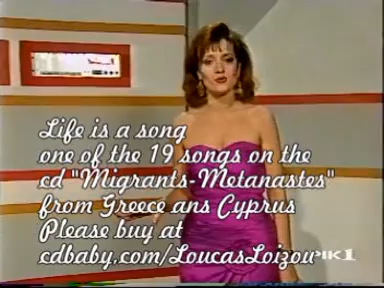 Life is a song
one of the 19 songs on the
cd "Migrants-Metanastes"
from Greece ans Cyprus
Please buy at
cdbaby.com/LoucasLoizou
PIK1